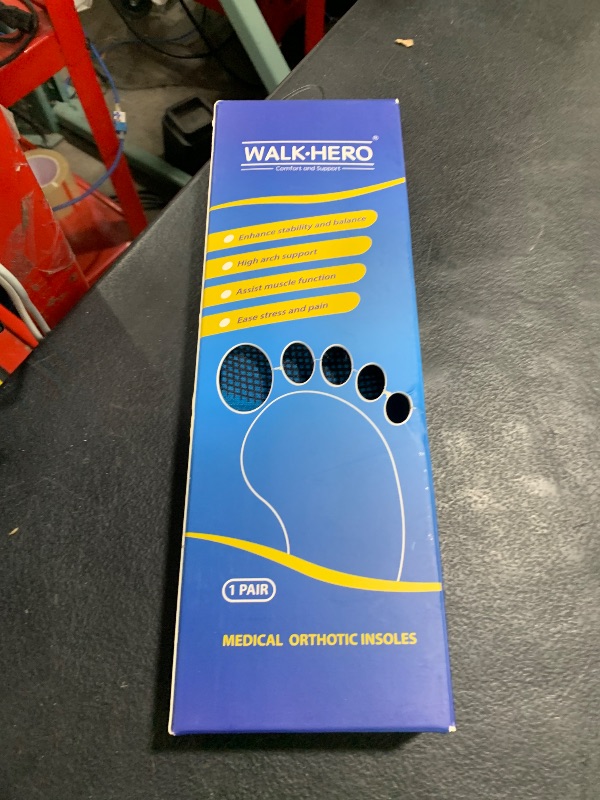 WALK·HERO®
Comfort and Support
Enhance stability and balance
High arch support
Assist muscle function
Ease stress and pain
1 PAIR
MEDICAL ORTHOTIC INSOLES